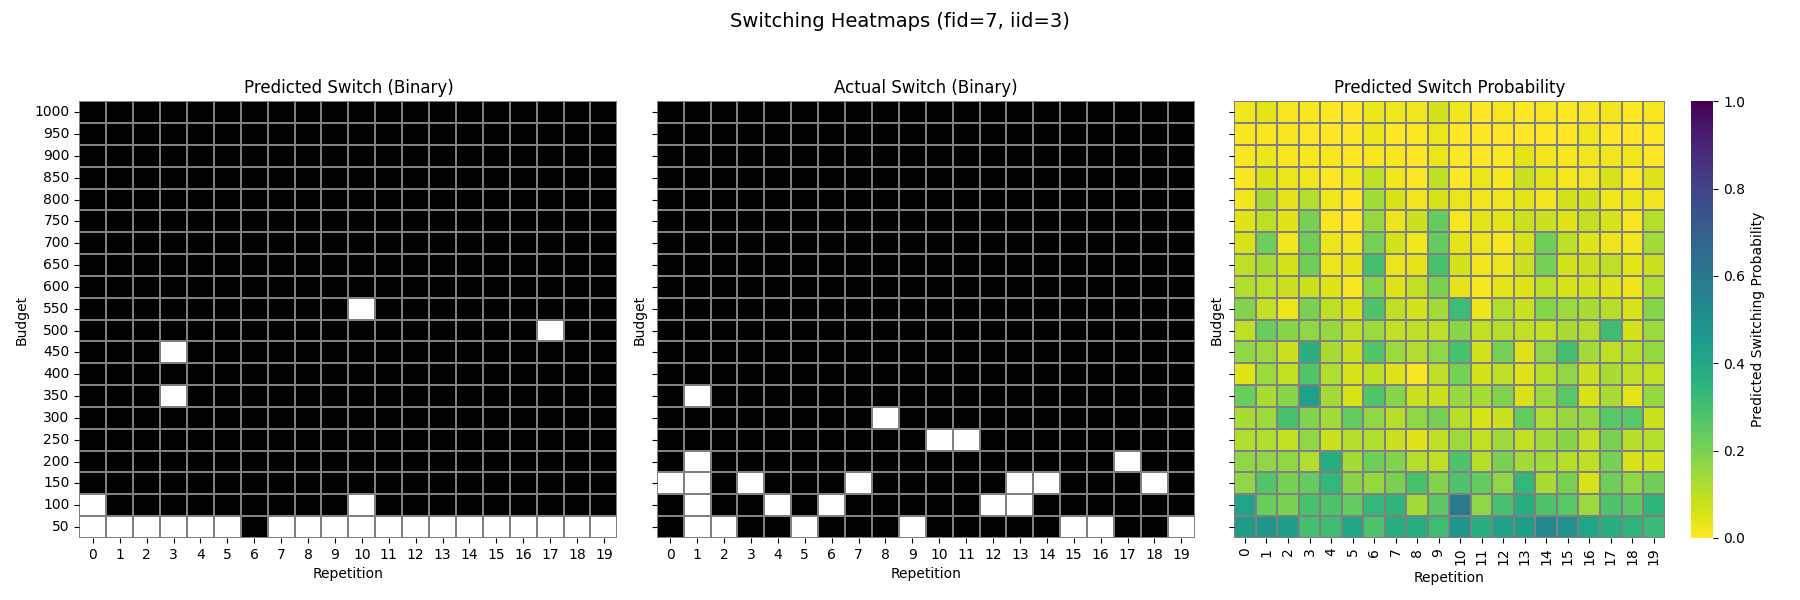 Switching Heatmaps (fid=7, iid=3)
Predicted Switch (Binary)
Budget
1000
950
900
850
800
750
700
650
600
550
500
450
400
350
300
250
200
150
100
50
0 1 2 3 4 5 6 7 8 9 10 11 12 13 14 15 16 17 18 19
Repetition
Actual Switch (Binary)
Budget
0 1 2 3 4 5 6 7 8 9 10 11 12 13 14 15 16 17 18 19
Repetition
Predicted Switch Probability
Budget
0 1 2 3 4 5 6 7 8 9 10 11 12 13 14 15 16 17 18 19
Repetition
1.0
0.8
0.6
0.4
0.2
0.0
Predicted Switching Probability